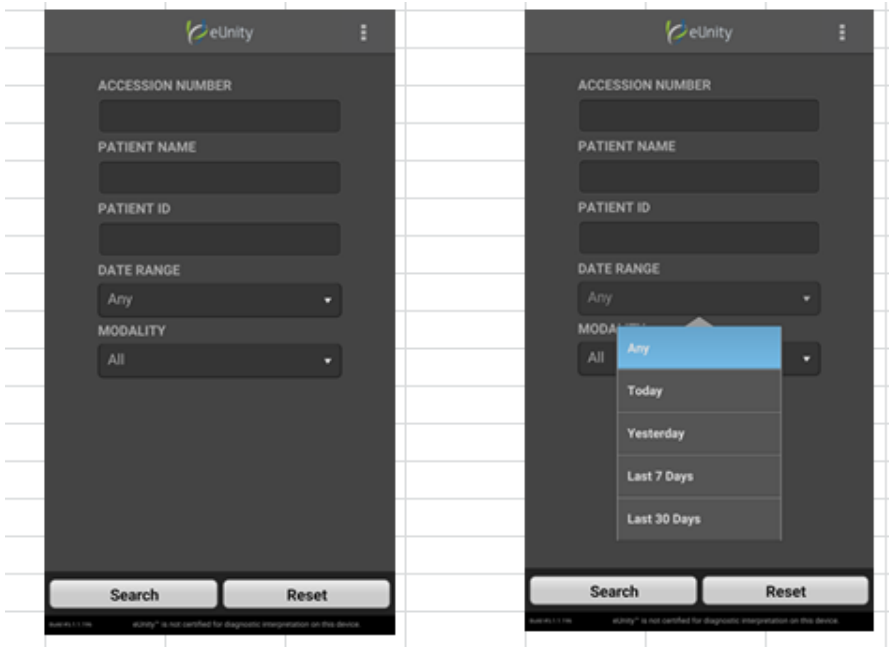 eUnity
ACCESSION NUMBER
PATIENT NAME
PATIENT ID
DATE RANGE
Any
MODALITY
All
Search Reset
eUnity™ is not certified for diagnostic interpretation on this device.
eUnity
ACCESSION NUMBER
PATIENT NAME
PATIENT ID
DATE RANGE
Any
All
Any
Today
Yesterday
Last 7 Days
Last 30 Days
Search Reset
eUnity™ is not certified for diagnostic interpretation on this device.